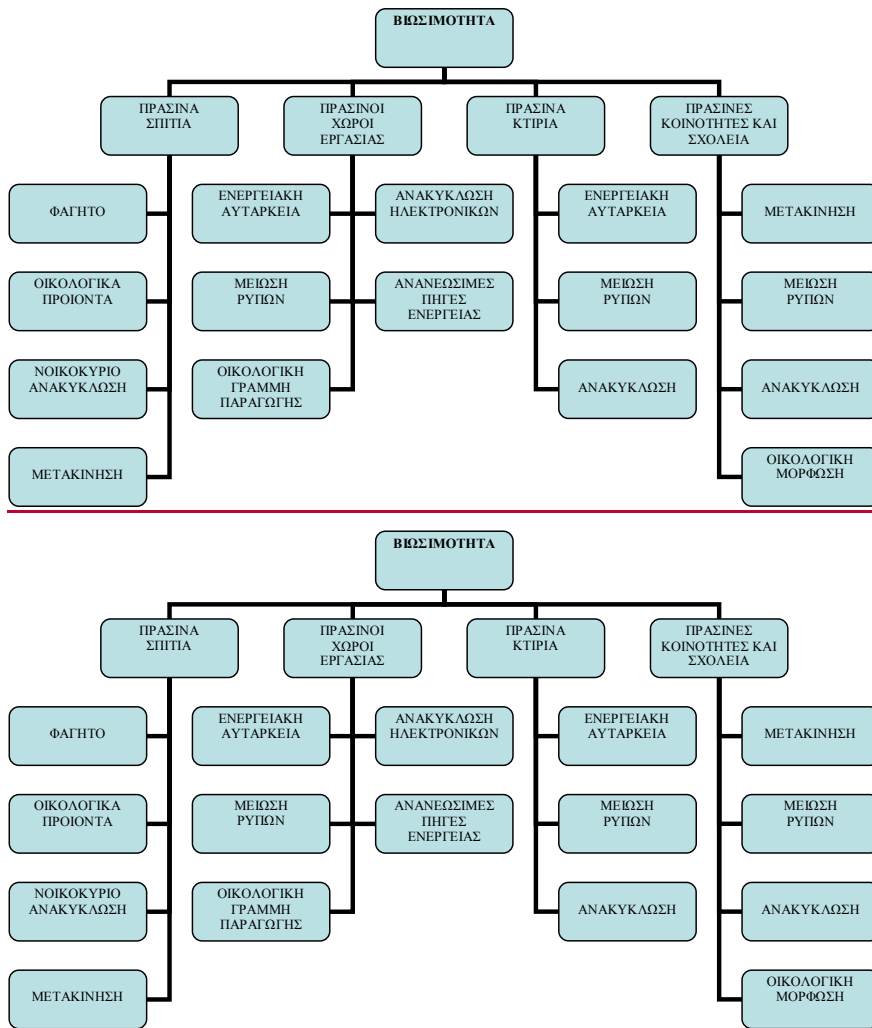 ΒΙΩΣΙΜΟΤΗΤΑ
ΠΡΑΣΙΝΑ
ΣΠΙΤΙΑ
ΠΡΑΣΙΝΟΙ
ΧΩΡΟΙ
ΕΡΓΑΣΙΑΣ
ΠΡΑΣΙΝΑ
ΚΤΙΡΙΑ
ΠΡΑΣΙΝΕΣ
ΚΟΙΝΟΤΗΤΕΣ ΚΑΙ
ΣΧΟΛΕΙΑ
ΦΑΓΗΤΟ
ΕΝΕΡΓΕΙΑΚΗ
ΑΥΤΑΡΚΕΙΑ
ΑΝΑΚΥΚΛΩΣΗ
ΗΛΕΚΤΡΟΝΙΚΩΝ
ΕΝΕΡΓΕΙΑΚΗ
ΑΥΤΑΡΚΕΙΑ
ΜΕΤΑΚΙΝΗΣΗ
ΟΙΚΟΛΟΓΙΚΑ
ΠΡΟΙΟΝΤΑ
ΜΕΙΩΣΗ
ΡΥΠΩΝ
ΑΝΑΝΕΩΣΙΜΕΣ
ΠΗΓΕΣ
ΕΝΕΡΓΕΙΑΣ
ΜΕΙΩΣΗ
ΡΥΠΩΝ
ΜΕΙΩΣΗ
ΡΥΠΩΝ
ΝΟΙΚΟΚΥΡΙΟ
ΑΝΑΚΥΚΛΩΣΗ
ΟΙΚΟΛΟΓΙΚΗ
ΓΡΑΜΜΗ
ΠΑΡΑΓΩΓΗΣ
ΑΝΑΚΥΚΛΩΣΗ
ΑΝΑΚΥΚΛΩΣΗ
ΜΕΤΑΚΙΝΗΣΗ
ΟΙΚΟΛΟΓΙΚΗ
ΜΟΡΦΩΣΗ
ΒΙΩΣΙΜΟΤΗΤΑ
ΠΡΑΣΙΝΑ
ΣΠΙΤΙΑ
ΠΡΑΣΙΝΟΙ
ΧΩΡΟΙ
ΕΡΓΑΣΙΑΣ
ΠΡΑΣΙΝΑ
ΚΤΙΡΙΑ
ΠΡΑΣΙΝΕΣ
ΚΟΙΝΟΤΗΤΕΣ ΚΑΙ
ΣΧΟΛΕΙΑ
ΦΑΓΗΤΟ
ΕΝΕΡΓΕΙΑΚΗ
ΑΥΤΑΡΚΕΙΑ
ΑΝΑΚΥΚΛΩΣΗ
ΗΛΕΚΤΡΟΝΙΚΩΝ
ΕΝΕΡΓΕΙΑΚΗ
ΑΥΤΑΡΚΕΙΑ
ΜΕΤΑΚΙΝΗΣΗ
ΟΙΚΟΛΟΓΙΚΑ
ΠΡΟΙΟΝΤΑ
ΜΕΙΩΣΗ
ΡΥΠΩΝ
ΑΝΑΝΕΩΣΙΜΕΣ
ΠΗΓΕΣ
ΕΝΕΡΓΕΙΑΣ
ΜΕΙΩΣΗ
ΡΥΠΩΝ
ΜΕΙΩΣΗ
ΡΥΠΩΝ
ΝΟΙΚΟΚΥΡΙΟ
ΑΝΑΚΥΚΛΩΣΗ
ΟΙΚΟΛΟΓΙΚΗ
ΓΡΑΜΜΗ
ΠΑΡΑΓΩΓΗΣ
ΑΝΑΚΥΚΛΩΣΗ
ΑΝΑΚΥΚΛΩΣΗ
ΜΕΤΑΚΙΝΗΣΗ
ΟΙΚΟΛΟΓΙΚΗ
ΜΟΡΦΩΣΗ